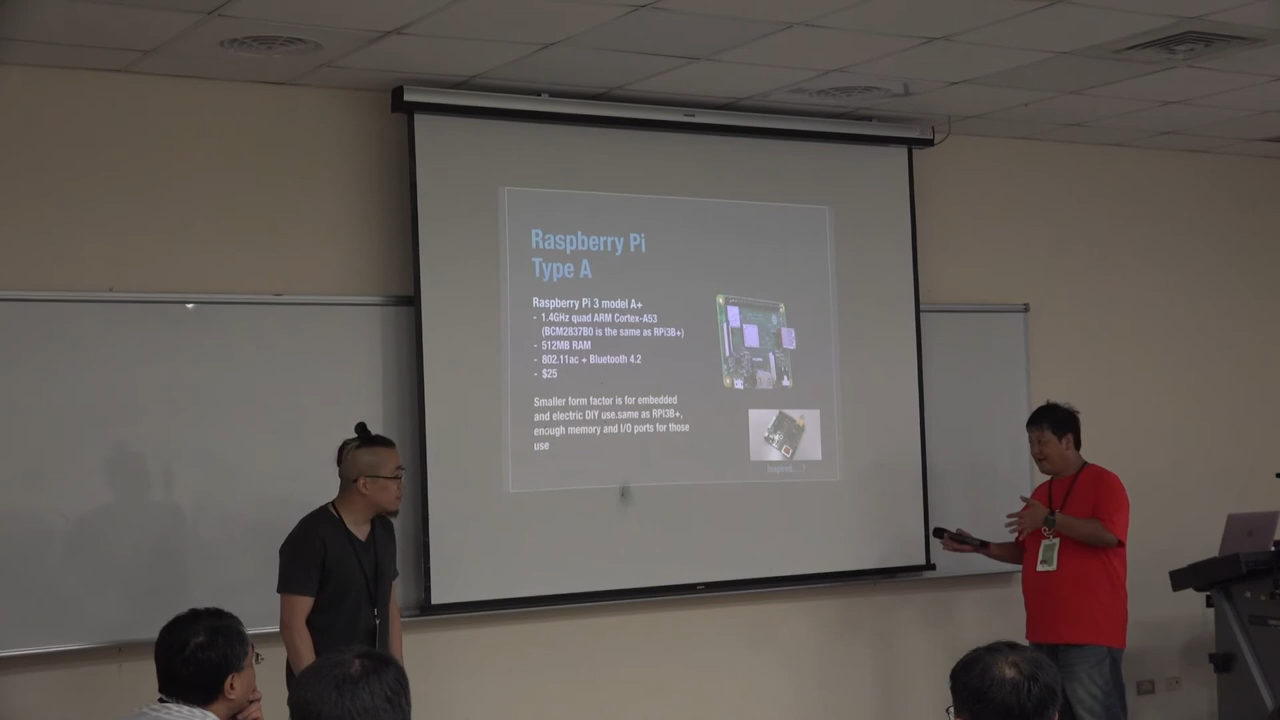 Raspberry Pi
Type A
Raspberry Pi 3 model A+
- 1.4GHz quad ARM Cortex-A53
(BCM2837B0 is the same as RPi3B+)
- 512MB RAM
- 802.11ac + Bluetooth 4.2
- $25
Smaller form factor is for embedded
and electric DIY use.same as RPI3B+,
enough memory and I/O ports for those
use
Inspired....?